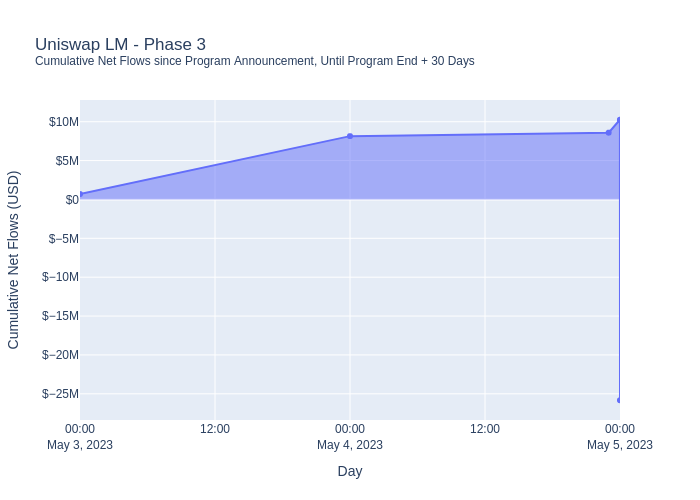 Uniswap LM - Phase 3
Cumulative Net Flows since Program Announcement, Until Program End + 30 Days
Cumulative Net Flows (USD)
$10M
$5M
$0
$−5M
$−10M
$−15M
$−20M
$−25M
00:00 12:00 00:00 12:00 00:00
May 3, 2023 May 4, 2023 May 5, 2023
Day